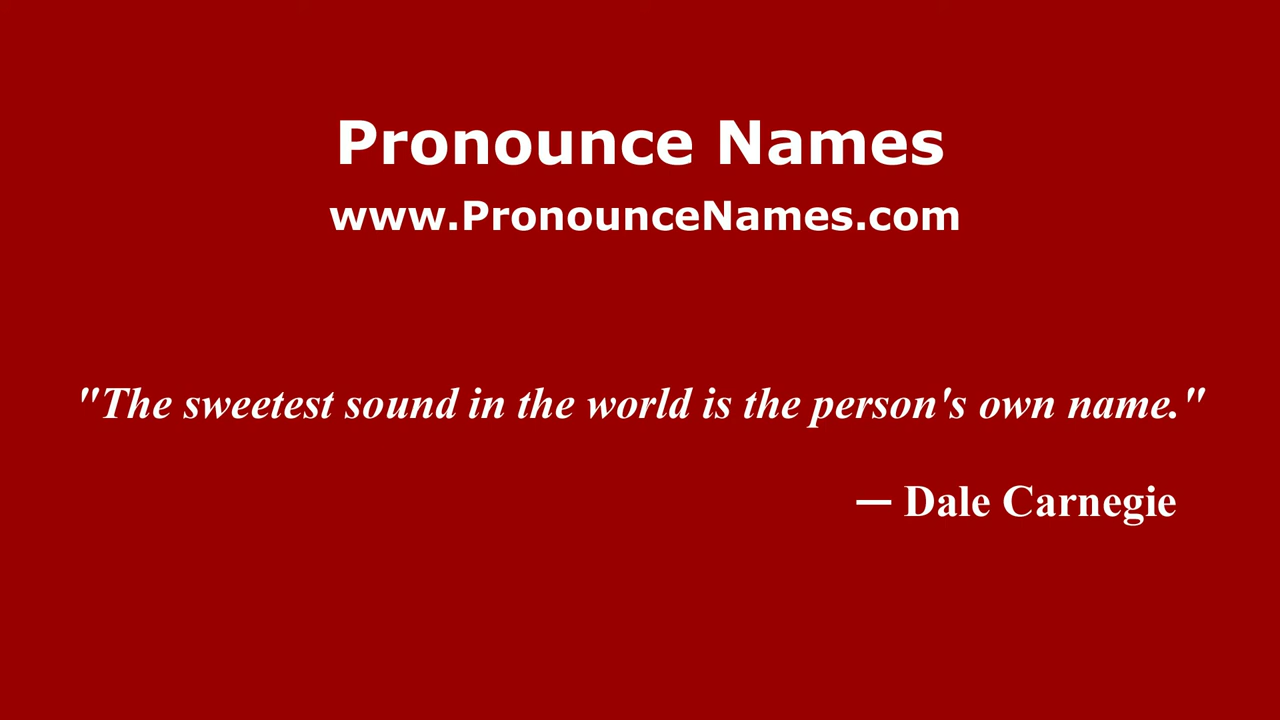 Pronounce Names
www.PronounceNames.com
"The sweetest sound in the world is the person's own name."
— Dale Carnegie